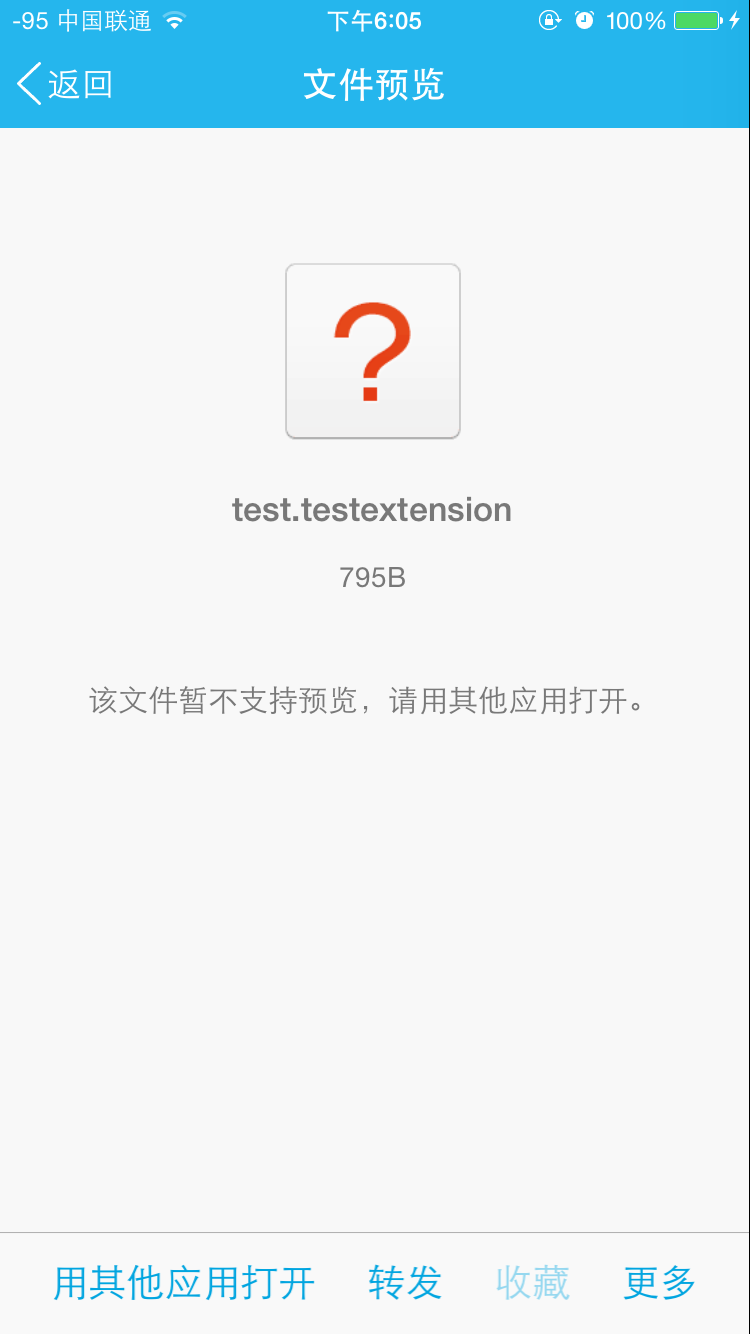 -95 中国联通 下午6:05 100%
返回 文件预览
?
test.testextension
795B
该文件暂不支持预览，请用其他应用打开。
用其他应用打开 转发 收藏 更多